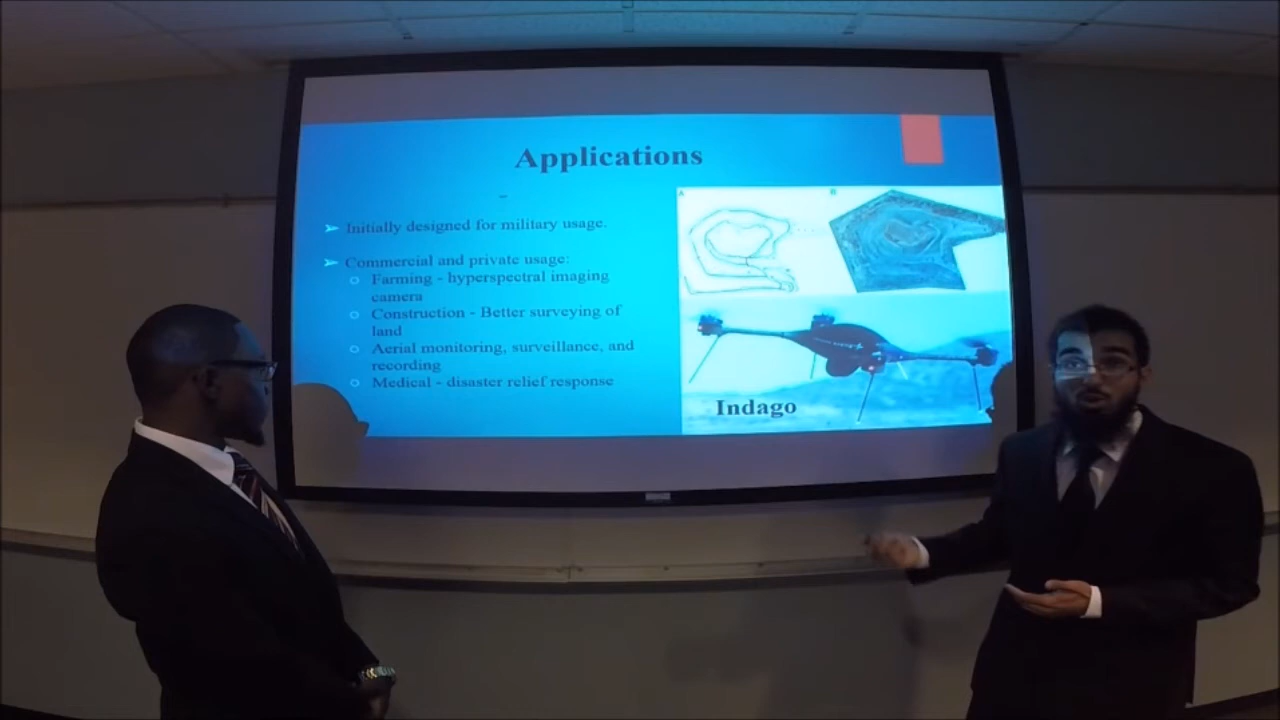 Applications
Initially designed for military usage.
Commercial and private usage:
Farming - hyperspectral imaging
camera
Construction - Better surveying of
land
Aerial monitoring, surveillance, and
recording
Medical - disaster relief response
A
B
Indago